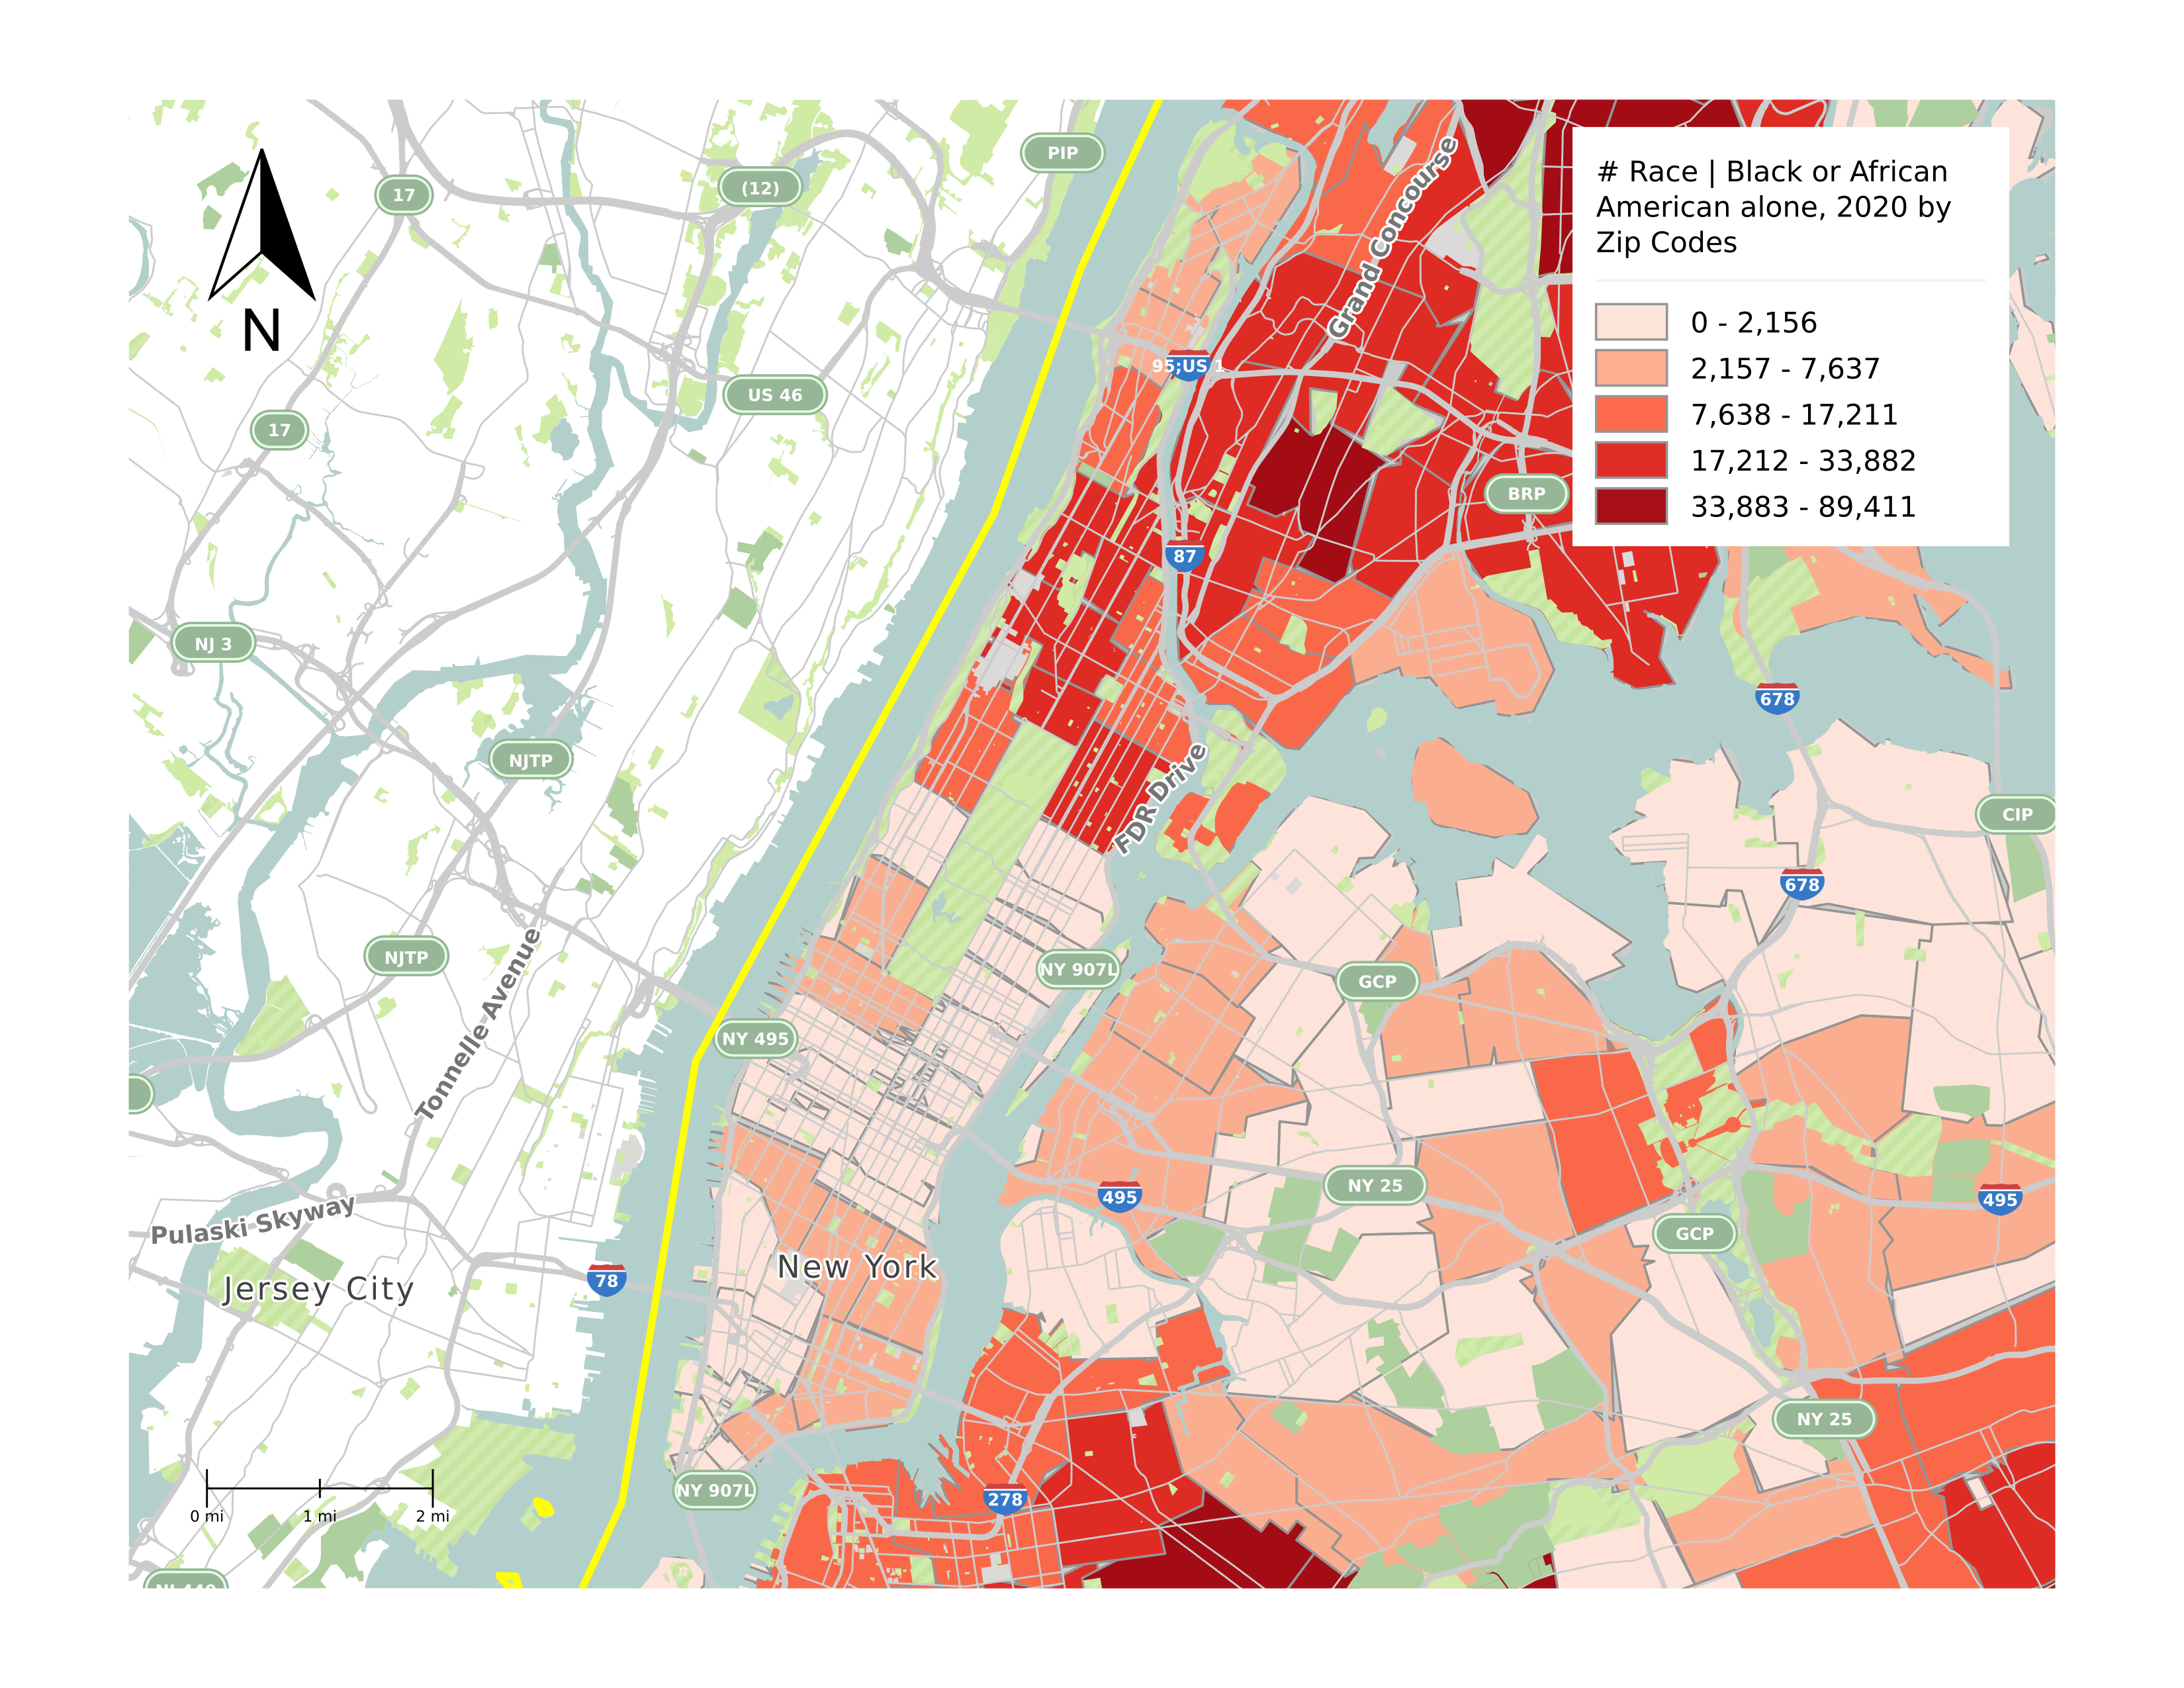 PIP
17
(12)
Grand Concourse
# Race | Black or African
American alone, 2020 by
Zip Codes
0 - 2,156
2,157 - 7,637
7,638 - 17,211
17,212 - 33,882
33,883 - 89,411
N
95;US 1
US 46
17
BRP
87
NJ 3
678
NJTP
FDR Drive
CIP
678
NJTP
NY 907L
GCP
Tonnelle Avenue
NY 495
NY 25
495
495
Pulaski Skyway
GCP
New York
Jersey City
78
NY 25
NY 907L
278
0 mi
1 mi
2 mi